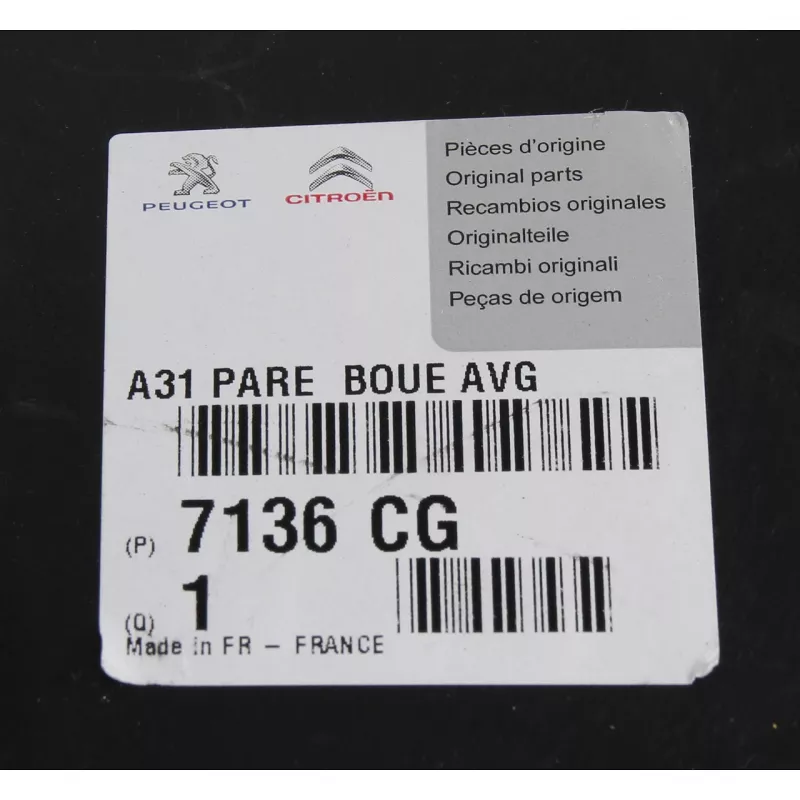 PEUGEOT
CITROËN
Pièces d'origine
Original parts
Recambios originales
Originalteile
Ricambi originali
Peças de origem
A31 PARE BOUE AVG
(P) 7136 CG
(Q) 1
Made in FR – FRANCE